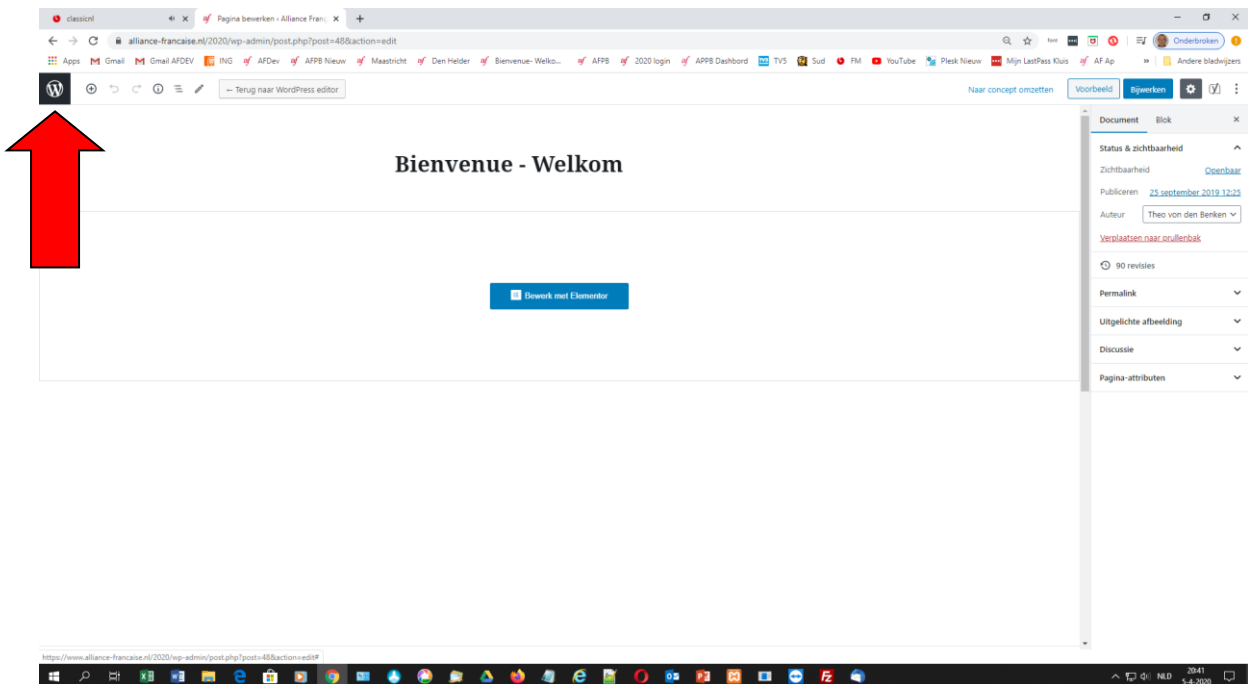 classicnl
Pagina bewerken ‹ Alliance Franç
alliance-francaise.nl/2020/wp-admin/post.php?post=48&action=edit
Onderbroken
Apps Gmail Gmail AFDEV ING AFDev AFPB Nieuw Maastricht Den Helder Bienvenue- Welko... AFPB 2020 login APPB Dashbord TV5 Sud FM YouTube Plesk Nieuw Mijn LastPass Kluis AF Ap » Andere bladwijzers
← Terug naar WordPress editor
Naar concept omzetten
Voorbeeld
Bijwerken
Bienvenue - Welkom
Bewerk met Elementor
Document Blok
Status & zichtbaarheid
Zichtbaarheid Openbaar
Publiceren 25 september 2019 12:25
Auteur Theo von den Benken
Verplaatsen naar prullenbak
90 revisies
Permalink
Uitgelichte afbeelding
Discussie
Pagina-attributen
https://www.alliance-francaise.nl/2020/wp-admin/post.php?post=48&action=edit#
NLD
20:41
5-4-2020